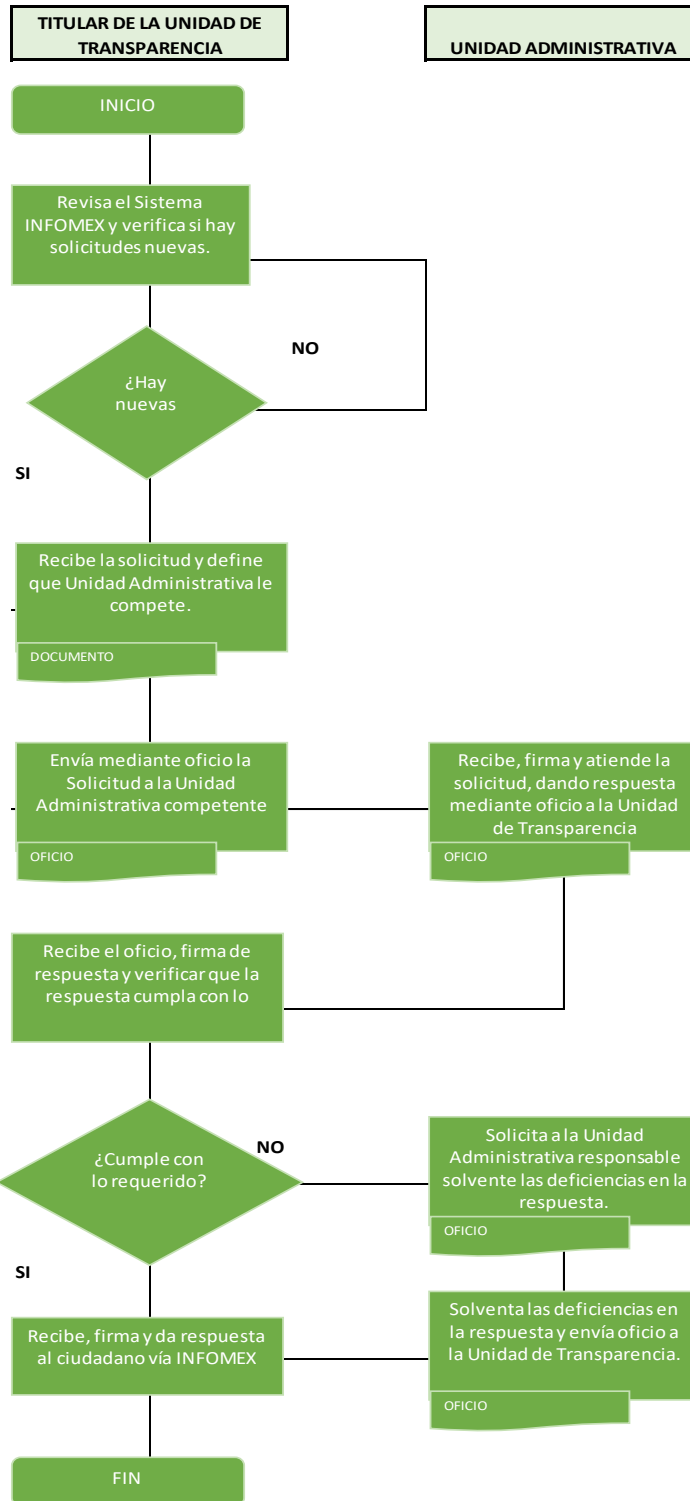 TITULAR DE LA UNIDAD DE
TRANSPARENCIA
UNIDAD ADMINISTRATIVA
INICIO
Revisa el Sistema
INFOMEX y verifica si hay
solicitudes nuevas.
NO
¿Hay
nuevas
SI
Recibe la solicitud y define
que Unidad Administrativa le
compete.
DOCUMENTO
Envía mediante oficio la
Solicitud a la Unidad
Administrativa competente
OFICIO
Recibe, firma y atiende la
solicitud, dando respuesta
mediante oficio a la Unidad
de Transparencia
OFICIO
Recibe el oficio, firma de
respuesta y verificar que la
respuesta cumpla con lo
¿Cumple con
lo requerido?
NO
Solicita a la Unidad
Administrativa responsable
solvente las deficiencias en la
respuesta.
OFICIO
SI
Recibe, firma y da respuesta
al ciudadano vía INFOMEX
Solventa las deficiencias en
la respuesta y envía oficio a
la Unidad de Transparencia.
OFICIO
FIN